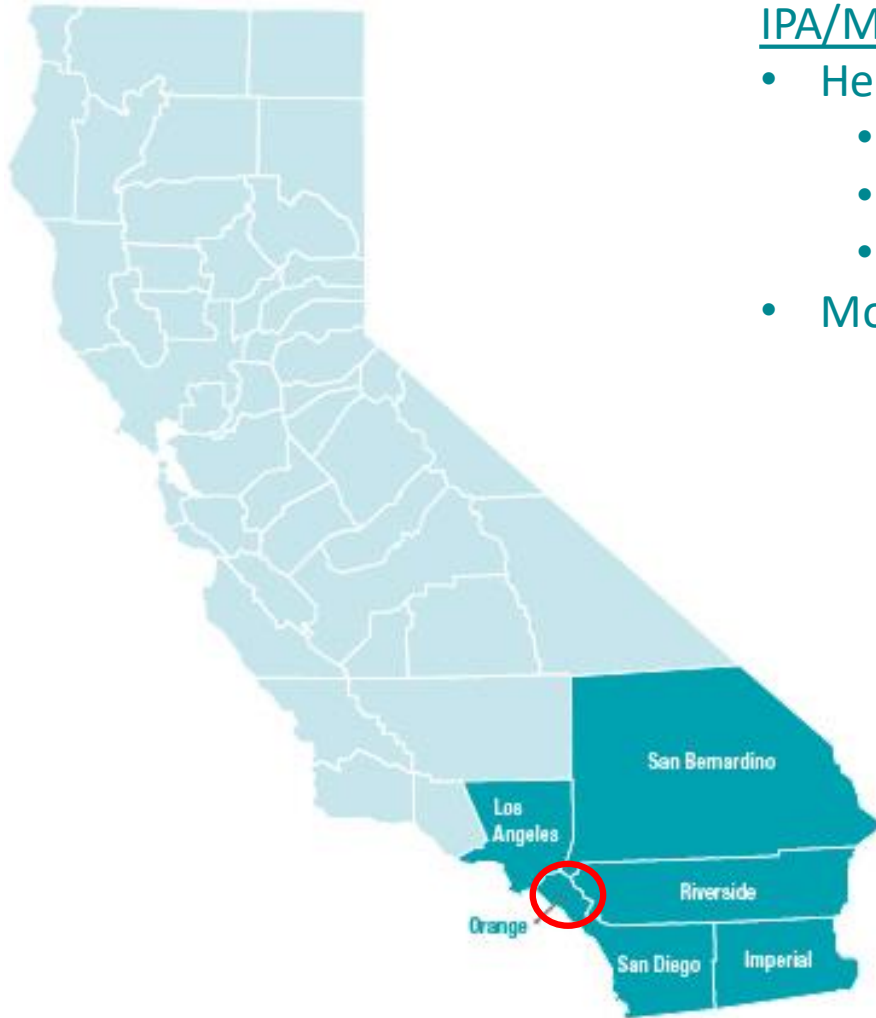 IPA/M
• He
•
•
•
• Mo
San Bernardino
Los
Angeles
Riverside
Orange
San Diego
Imperial